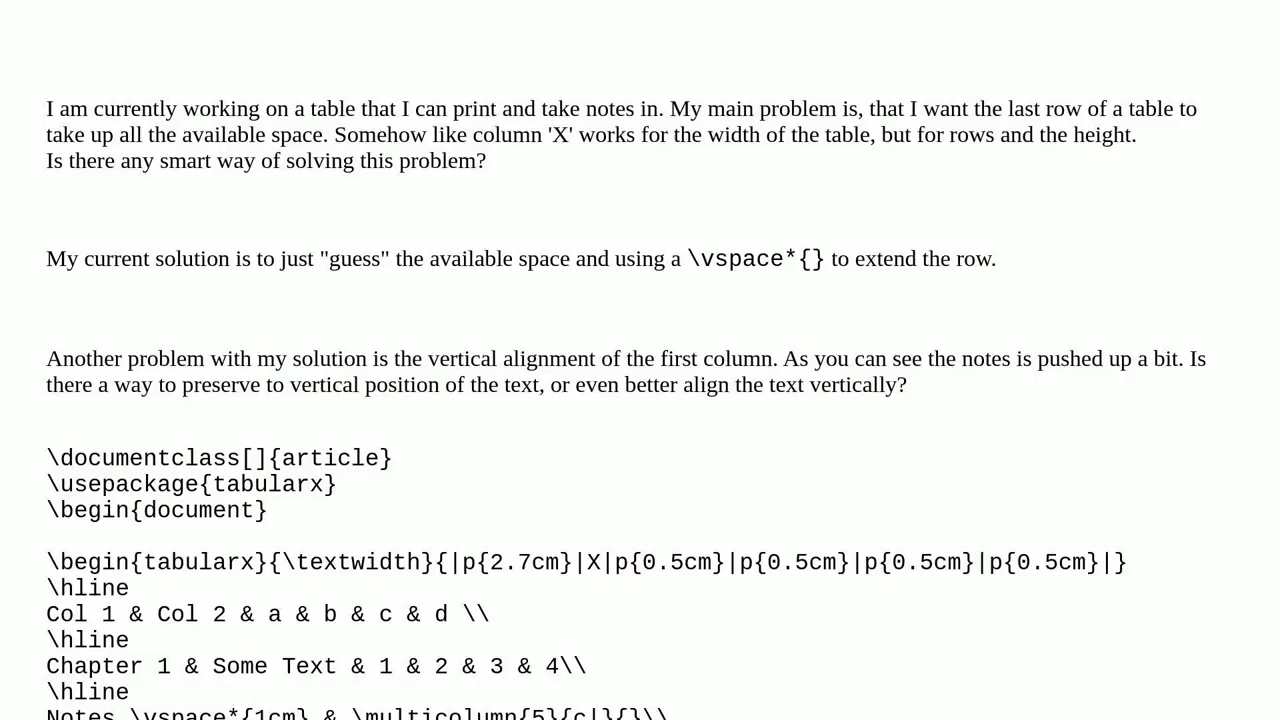 I am currently working on a table that I can print and take notes in. My main problem is, that I want the last row of a table to
take up all the available space. Somehow like column 'X' works for the width of the table, but for rows and the height.
Is there any smart way of solving this problem?
My current solution is to just "guess" the available space and using a \vspace*{} to extend the row.
Another problem with my solution is the vertical alignment of the first column. As you can see the notes is pushed up a bit. Is
there a way to preserve to vertical position of the text, or even better align the text vertically?
\documentclass[]{article}
\usepackage{tabularx}
\begin{document}
\begin{tabularx}{\textwidth}{|p{2.7cm}|X|p{0.5cm}|p{0.5cm}|p{0.5cm}|p{0.5cm}|}
\hline
Col 1 & Col 2 & a & b & c & d \\
\hline
Chapter 1 & Some Text & 1 & 2 & 3 & 4\\
\hline
Notes \vspace*{1cm} & \multicolumn{5}{c|}{}\\